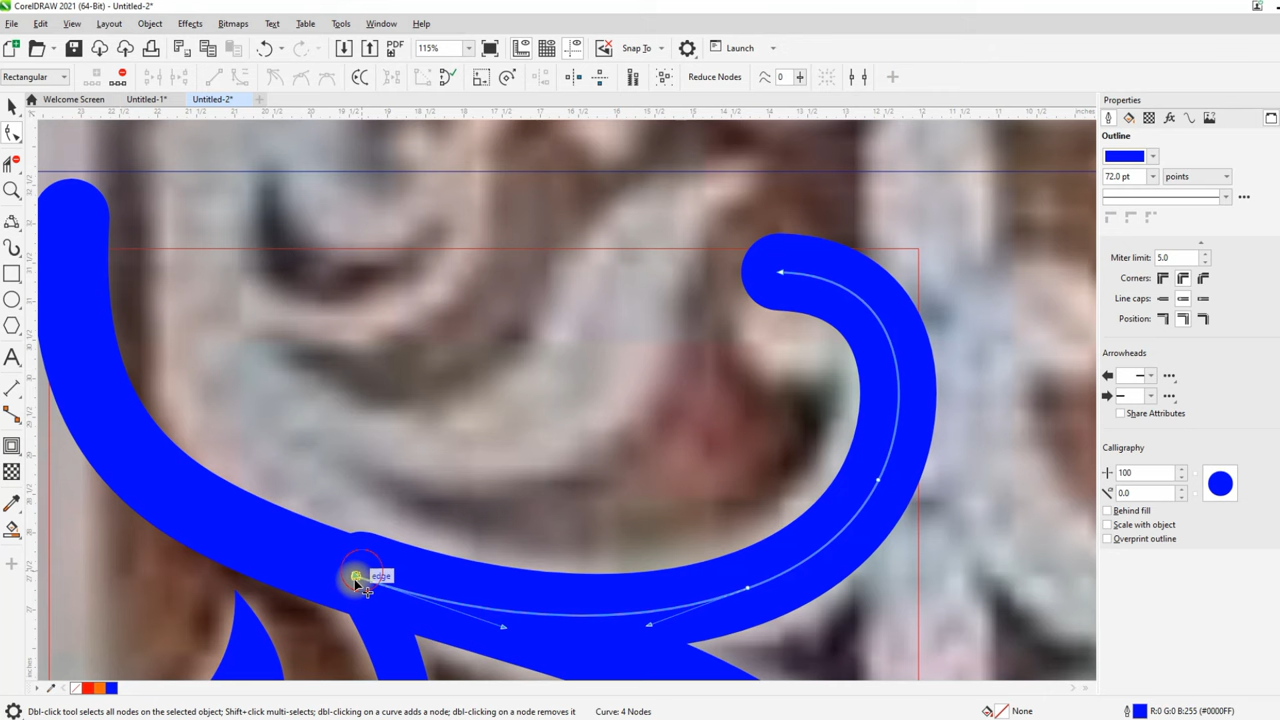 CorelDRAW 2021 (64-Bit) - Untitled-2*
File Edit View Layout Object Effects Bitmaps Text Table Tools Window Help
PDF 115% Snap To Launch
Rectangular Reduce Nodes 0
Welcome Screen Untitled-1* Untitled-2*
inches
Properties
Outline
72.0 pt points
Miter limit: 5.0
Corners:
Line caps:
Position:
Arrowheads
Share Attributes
Calligraphy
100
0.0
Behind fill
Scale with object
Overprint outline
edge
Dbl-click tool selects all nodes on the selected object; Shift+click multi-selects; dbl-clicking on a curve adds a node; dbl-clicking on a node removes it Curve: 4 Nodes None R:0 G:0 B:255 (#0000FF)